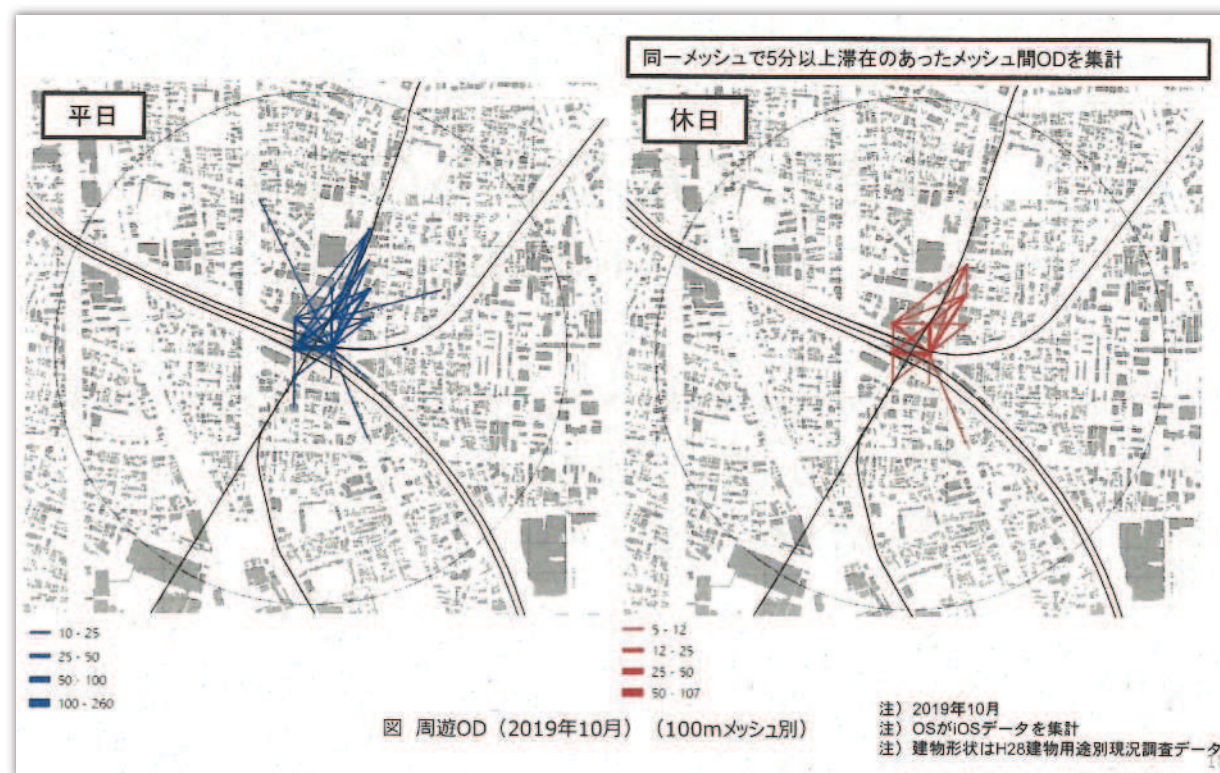 同一メッシュで5分以上滞在のあったメッシュ間ODを集計
平日
休日
10 - 25
25 - 50
50 - 100
100 - 260
5 - 12
12 - 25
25 - 50
50 - 107
図 周遊OD（2019年10月）（100mメッシュ別）
注）2019年10月
注）OSがiOSデータを集計
注）建物形状はH28建物用途別現況調査データ